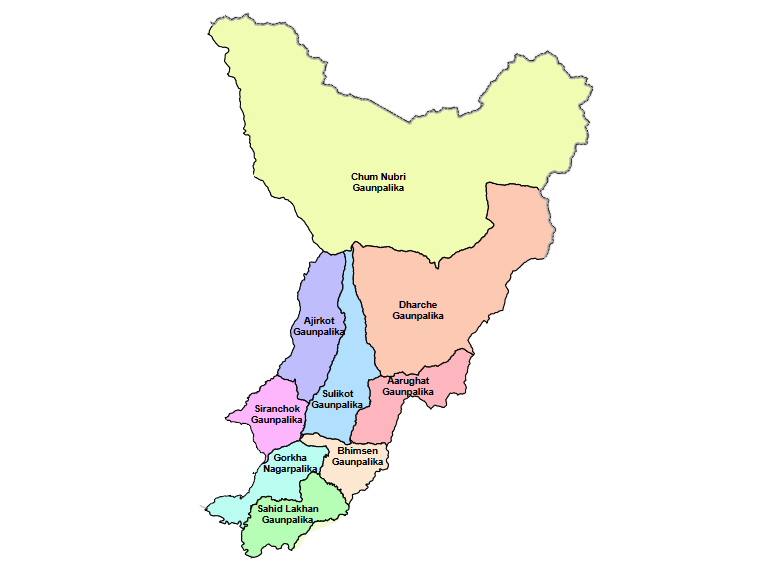 Chum Nubri
Gaunpalika
Dharche
Gaunpalika
Ajirkot
Gaunpalika
Aarughat
Gaunpalika
Sulikot
Gaunpalika
Siranchok
Gaunpalika
Bhimsen
Gaunpalika
Gorkha
Nagarpalika
Sahid Lakhan
Gaunpalika